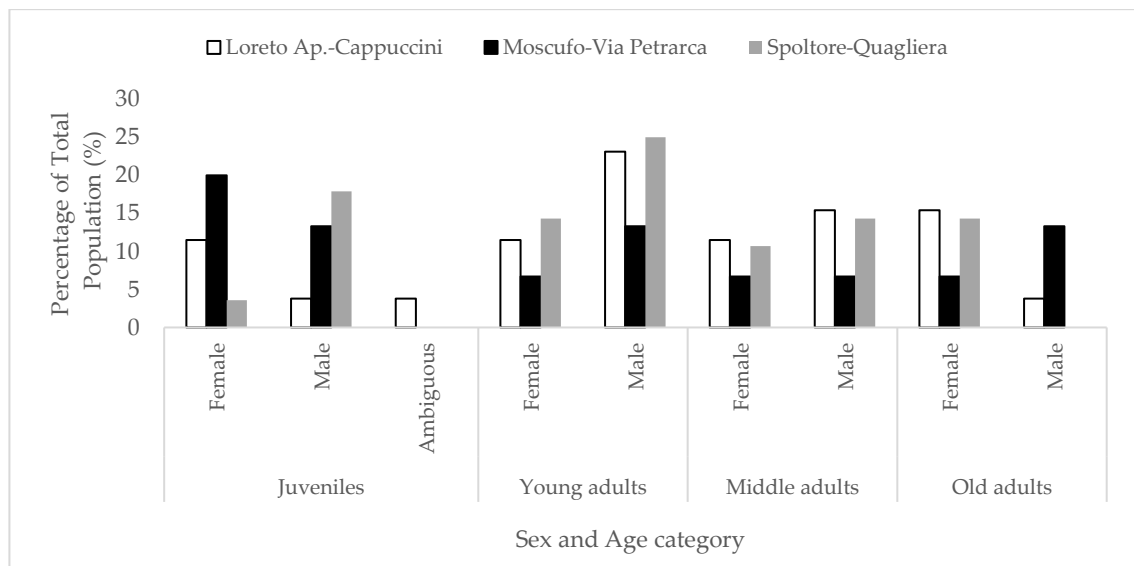 Loreto Ap.-Cappuccini Moscufo-Via Petrarca Spoltore-Quagliera
Percentage of Total
Population (%)
30
25
20
15
10
5
0
Female Male Ambiguous Female Male Female Male Female Male
Juveniles Young adults Middle adults Old adults
Sex and Age category